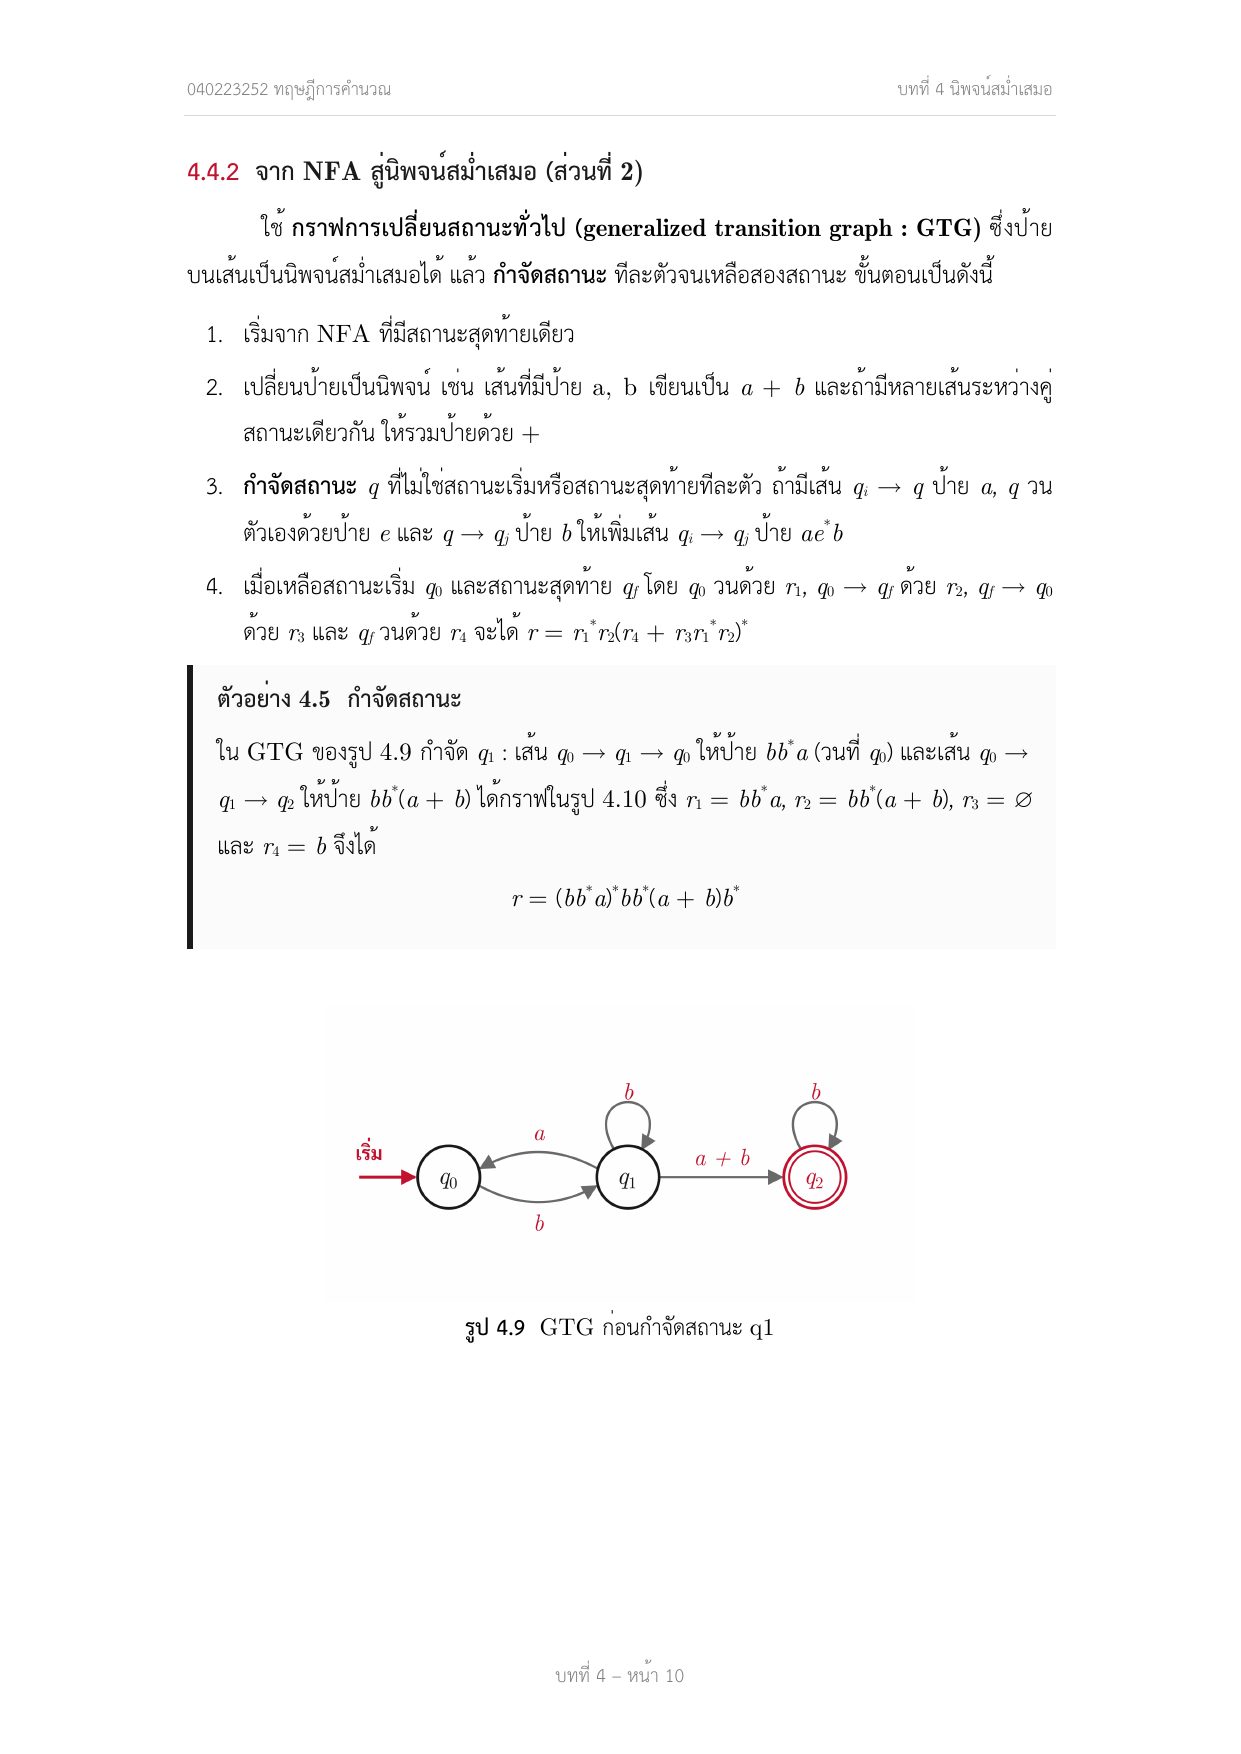 040223252 ทฤษฎีการคำนวณ บทที่ 4 นิพจน์สม่ำเสมอ
4.4.2 จาก NFA สู่นิพจน์สม่ำเสมอ (ส่วนที่ 2)
ใช้ กราฟการเปลี่ยนสถานะทั่วไป (generalized transition graph : GTG) ซึ่งป้าย
บนเส้นเป็นนิพจน์สม่ำเสมอได้ แล้ว กำจัดสถานะ ทีละตัวจนเหลือสองสถานะ ขั้นตอนเป็นดังนี้
1. เริ่มจาก NFA ที่มีสถานะสุดท้ายเดียว
2. เปลี่ยนป้ายเป็นนิพจน์ เช่น เส้นที่มีป้าย a, b เขียนเป็น a + b และถ้ามีหลายเส้นระหว่างคู่
สถานะเดียวกัน ให้รวมป้ายด้วย +
3. กำจัดสถานะ q ที่ไม่ใช่สถานะเริ่มหรือสถานะสุดท้ายทีละตัว ถ้ามีเส้น qᵢ → q ป้าย a, q วน
ตัวเองด้วยป้าย e และ q → qⱼ ป้าย b ให้เพิ่มเส้น qᵢ → qⱼ ป้าย ae*b
4. เมื่อเหลือสถานะเริ่ม q₀ และสถานะสุดท้าย q_f โดย q₀ วนด้วย r₁, q₀ → q_f ด้วย r₂, q_f → q₀
ด้วย r₃ และ q_f วนด้วย r₄ จะได้ r = r₁*r₂(r₄ + r₃r₁*r₂)*
ตัวอย่าง 4.5 กำจัดสถานะ
ใน GTG ของรูป 4.9 กำจัด q₁ : เส้น q₀ → q₁ → q₀ ให้ป้าย bb*a (วนที่ q₀) และเส้น q₀ →
q₁ → q₂ ให้ป้าย bb*(a + b) ได้กราฟในรูป 4.10 ซึ่ง r₁ = bb*a, r₂ = bb*(a + b), r₃ = ∅
และ r₄ = b จึงได้
r = (bb*a)*bb*(a + b)b*
b b
a
เริ่ม a + b
q₀ q₁ q₂
b
รูป 4.9 GTG ก่อนกำจัดสถานะ q1
บทที่ 4 – หน้า 10